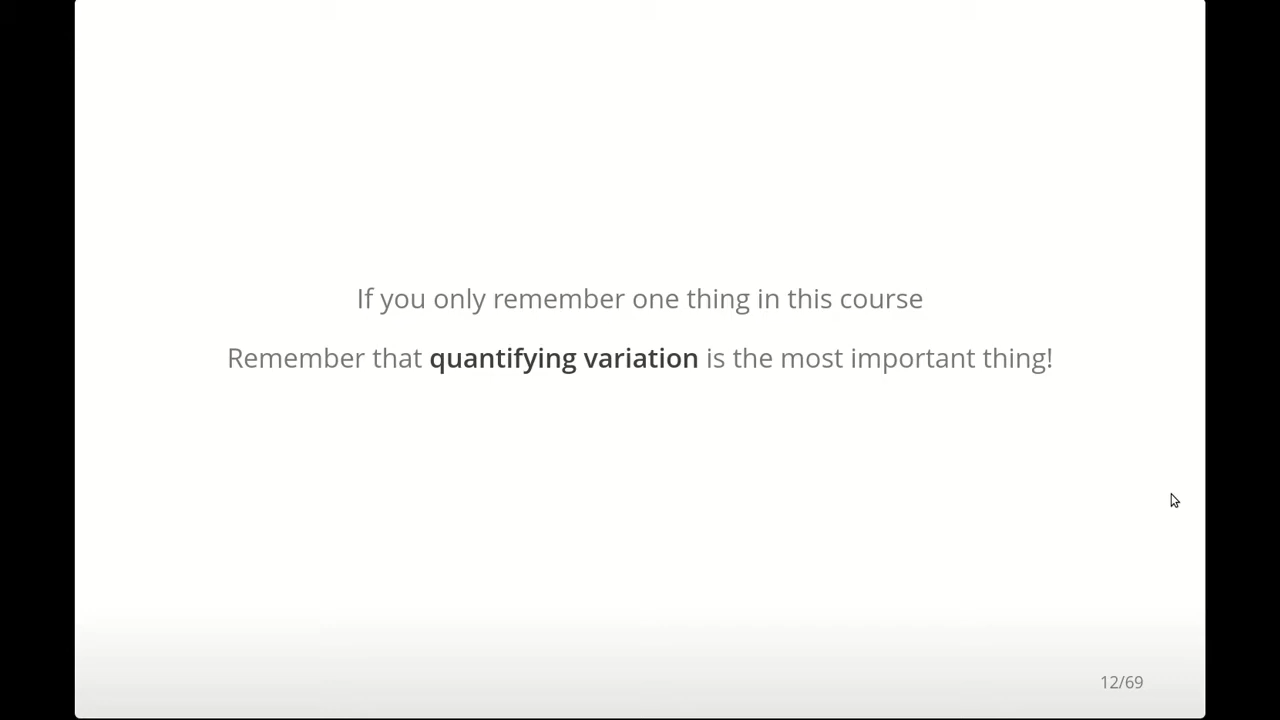 If you only remember one thing in this course
Remember that quantifying variation is the most important thing!
12/69